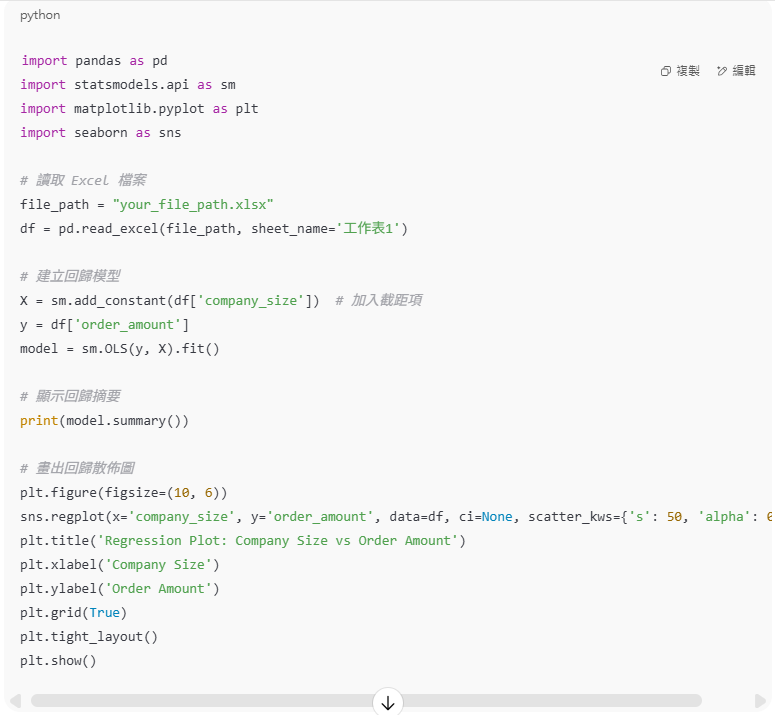 python
複製 編輯
import pandas as pd
import statsmodels.api as sm
import matplotlib.pyplot as plt
import seaborn as sns
# 讀取 Excel 檔案
file_path = "your_file_path.xlsx"
df = pd.read_excel(file_path, sheet_name='工作表1')
# 建立回歸模型
X = sm.add_constant(df['company_size'])  # 加入截距項
y = df['order_amount']
model = sm.OLS(y, X).fit()
# 顯示回歸摘要
print(model.summary())
# 畫出回歸散佈圖
plt.figure(figsize=(10, 6))
sns.regplot(x='company_size', y='order_amount', data=df, ci=None, scatter_kws={'s': 50, 'alpha': 0
plt.title('Regression Plot: Company Size vs Order Amount')
plt.xlabel('Company Size')
plt.ylabel('Order Amount')
plt.grid(True)
plt.tight_layout()
plt.show()